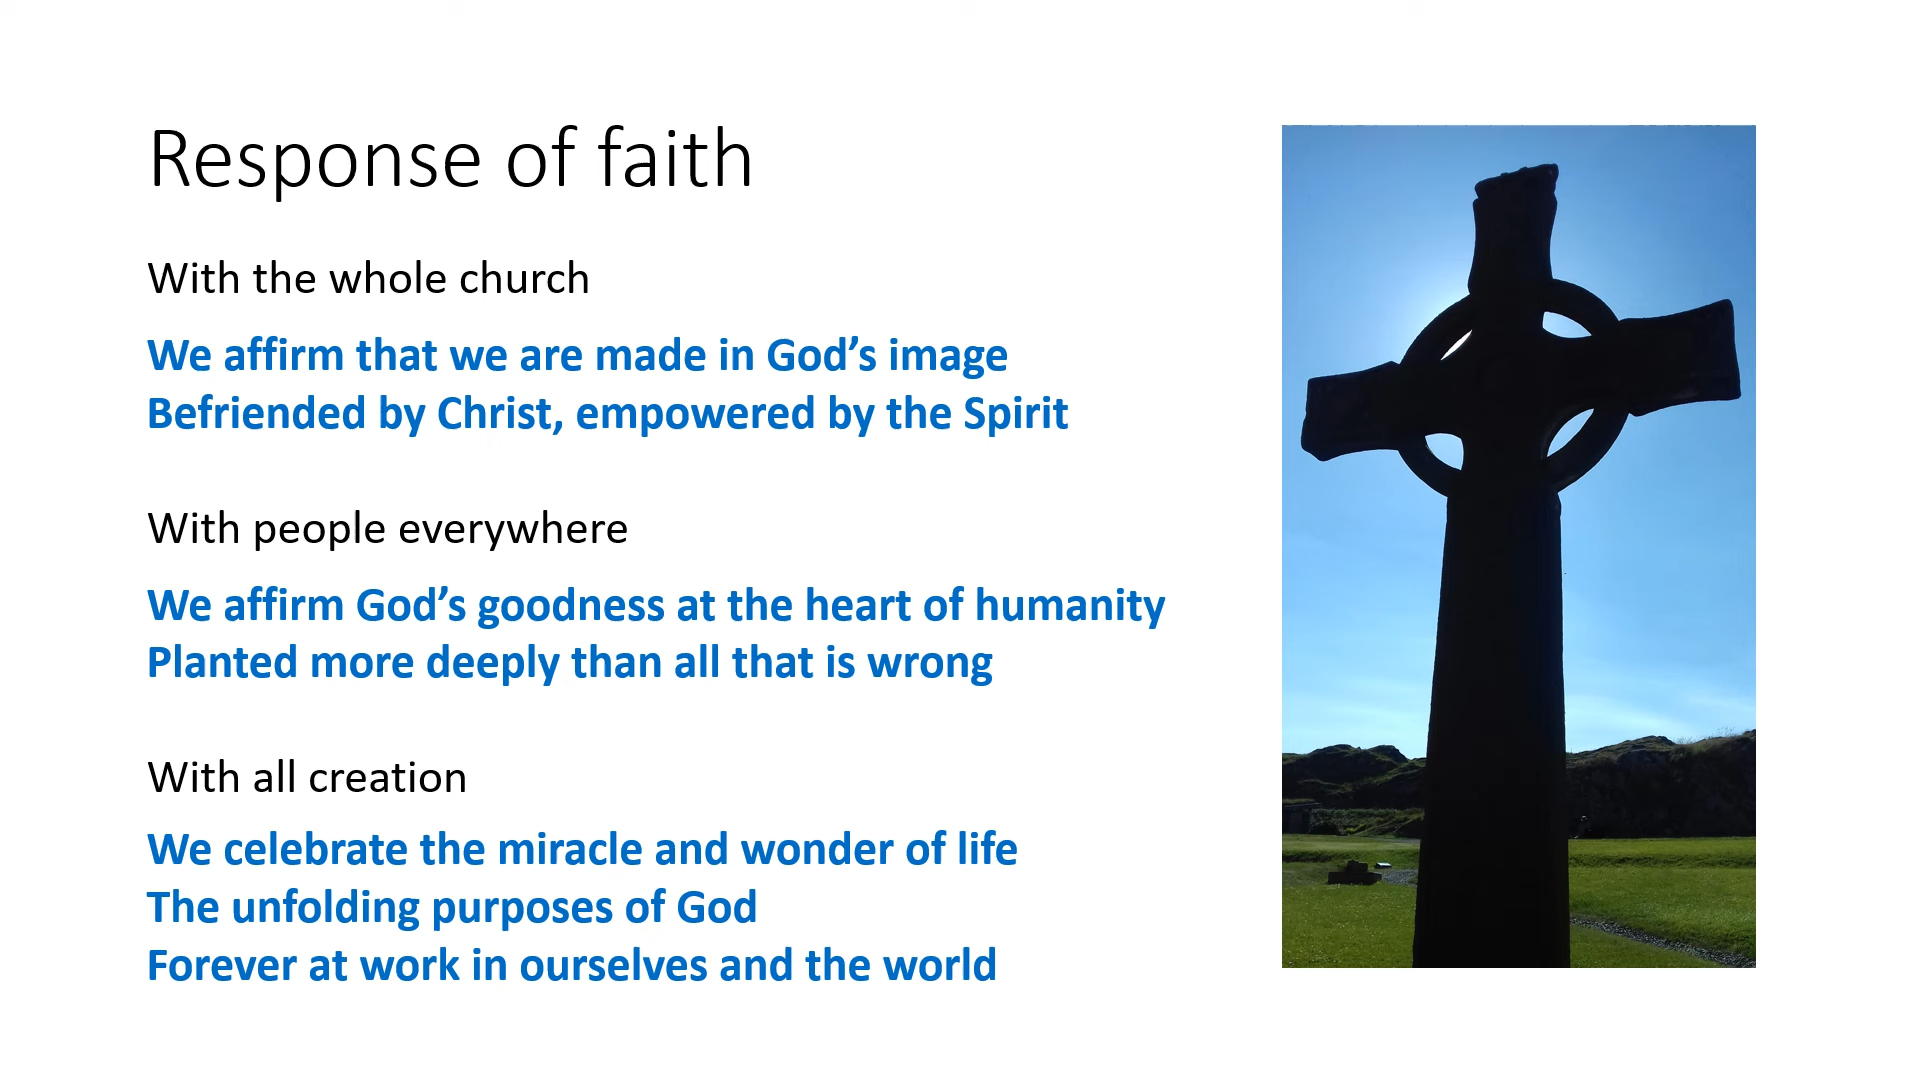 Response of faith
With the whole church
We affirm that we are made in God’s image
Befriended by Christ, empowered by the Spirit
With people everywhere
We affirm God’s goodness at the heart of humanity
Planted more deeply than all that is wrong
With all creation
We celebrate the miracle and wonder of life
The unfolding purposes of God
Forever at work in ourselves and the world